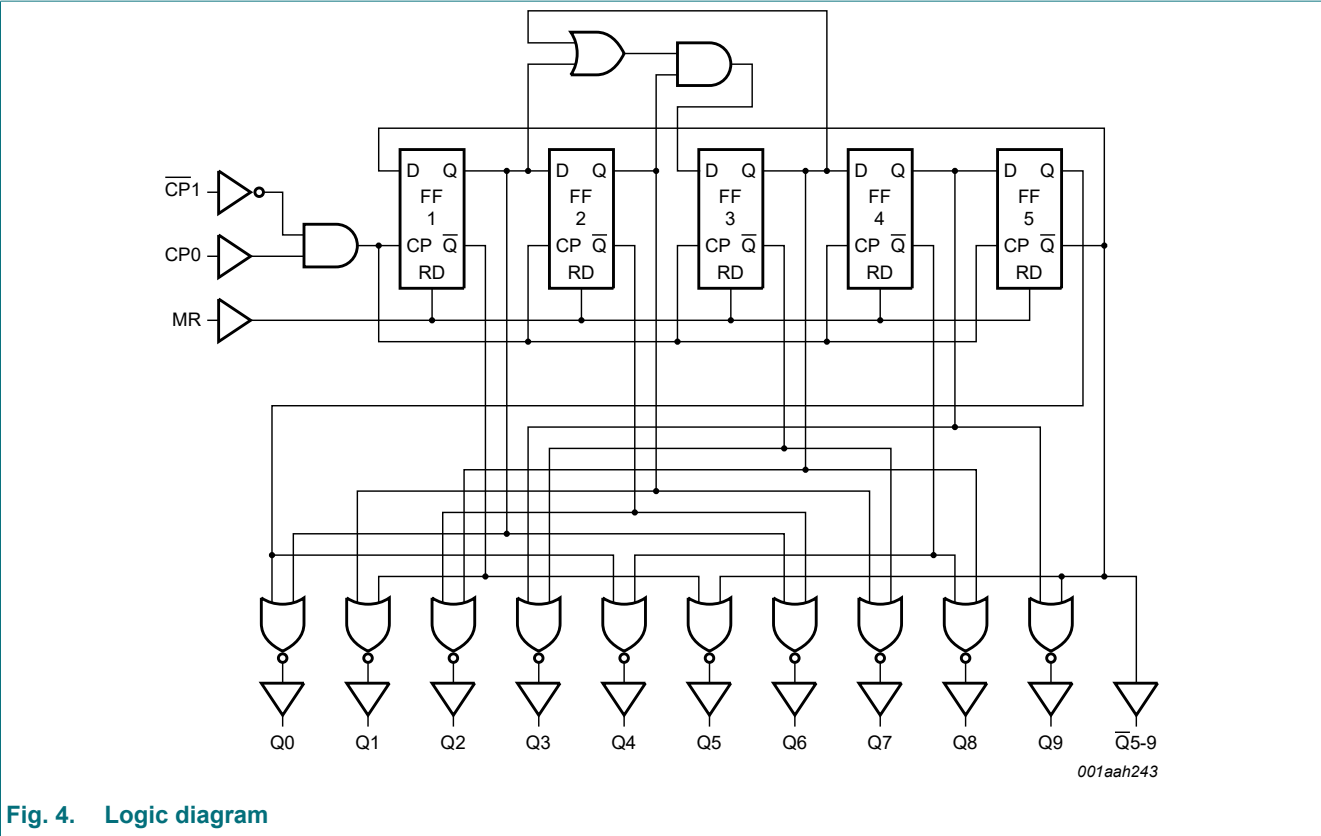 D Q D Q D Q D Q D Q
C̅P̅1 FF FF FF FF FF
1 2 3 4 5
CP0 CP Q̅ CP Q̅ CP Q̅ CP Q̅ CP Q̅
RD RD RD RD RD
MR
Q0 Q1 Q2 Q3 Q4 Q5 Q6 Q7 Q8 Q9 Q̅5-9
001aah243
Fig. 4. Logic diagram